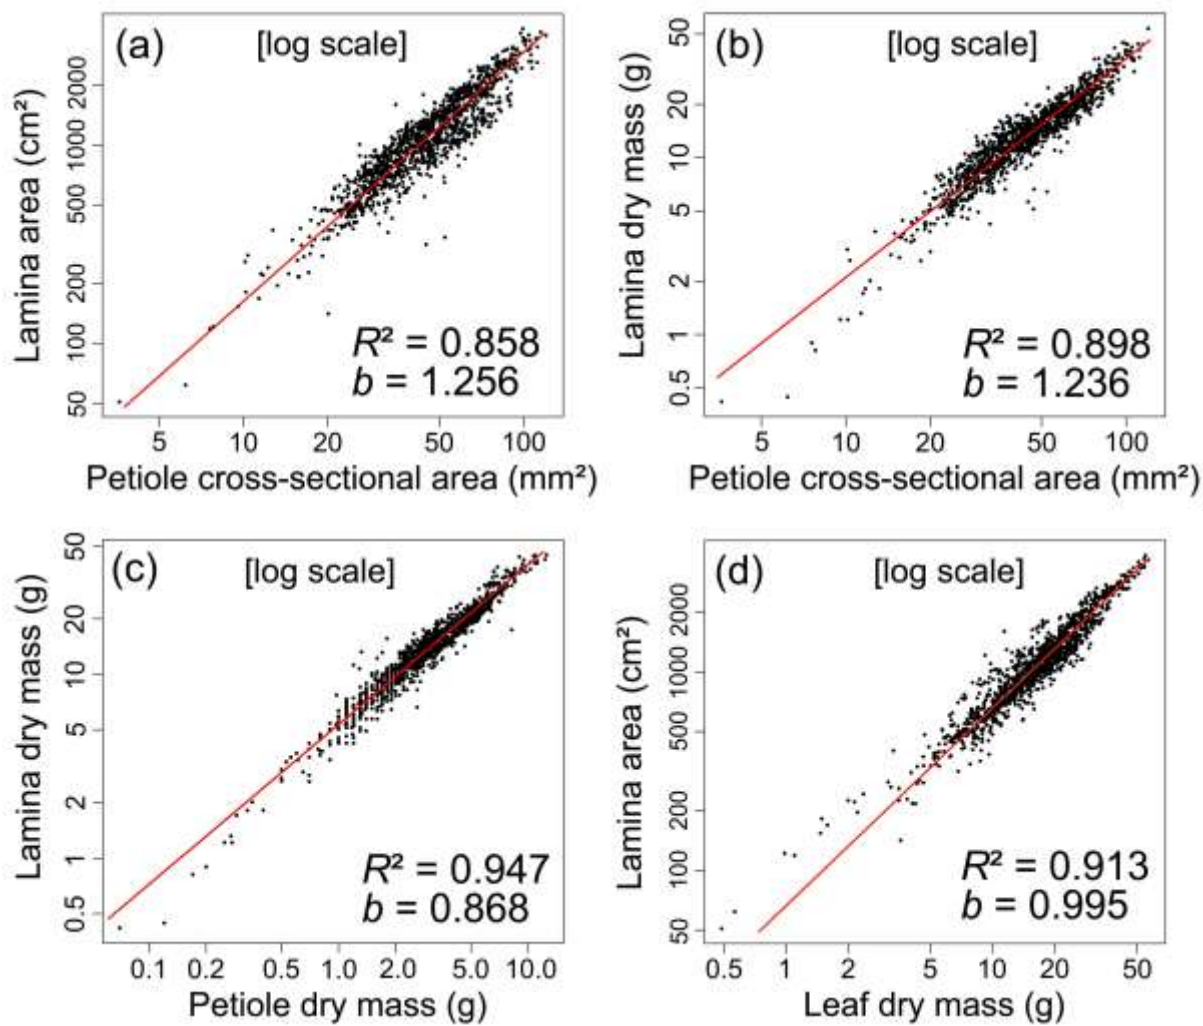 (a) [log scale]
Lamina area (cm²)
50 100 200 500 1000 2000
R² = 0.858
b = 1.256
5 10 20 50 100
Petiole cross-sectional area (mm²)
(b) [log scale]
Lamina dry mass (g)
0.5 1 2 5 10 20 50
R² = 0.898
b = 1.236
5 10 20 50 100
Petiole cross-sectional area (mm²)
(c) [log scale]
Lamina dry mass (g)
0.5 1 2 5 10 20 50
R² = 0.947
b = 0.868
0.1 0.2 0.5 1.0 2.0 5.0 10.0
Petiole dry mass (g)
(d) [log scale]
Lamina area (cm²)
50 100 200 500 1000 2000
R² = 0.913
b = 0.995
0.5 1 2 5 10 20 50
Leaf dry mass (g)